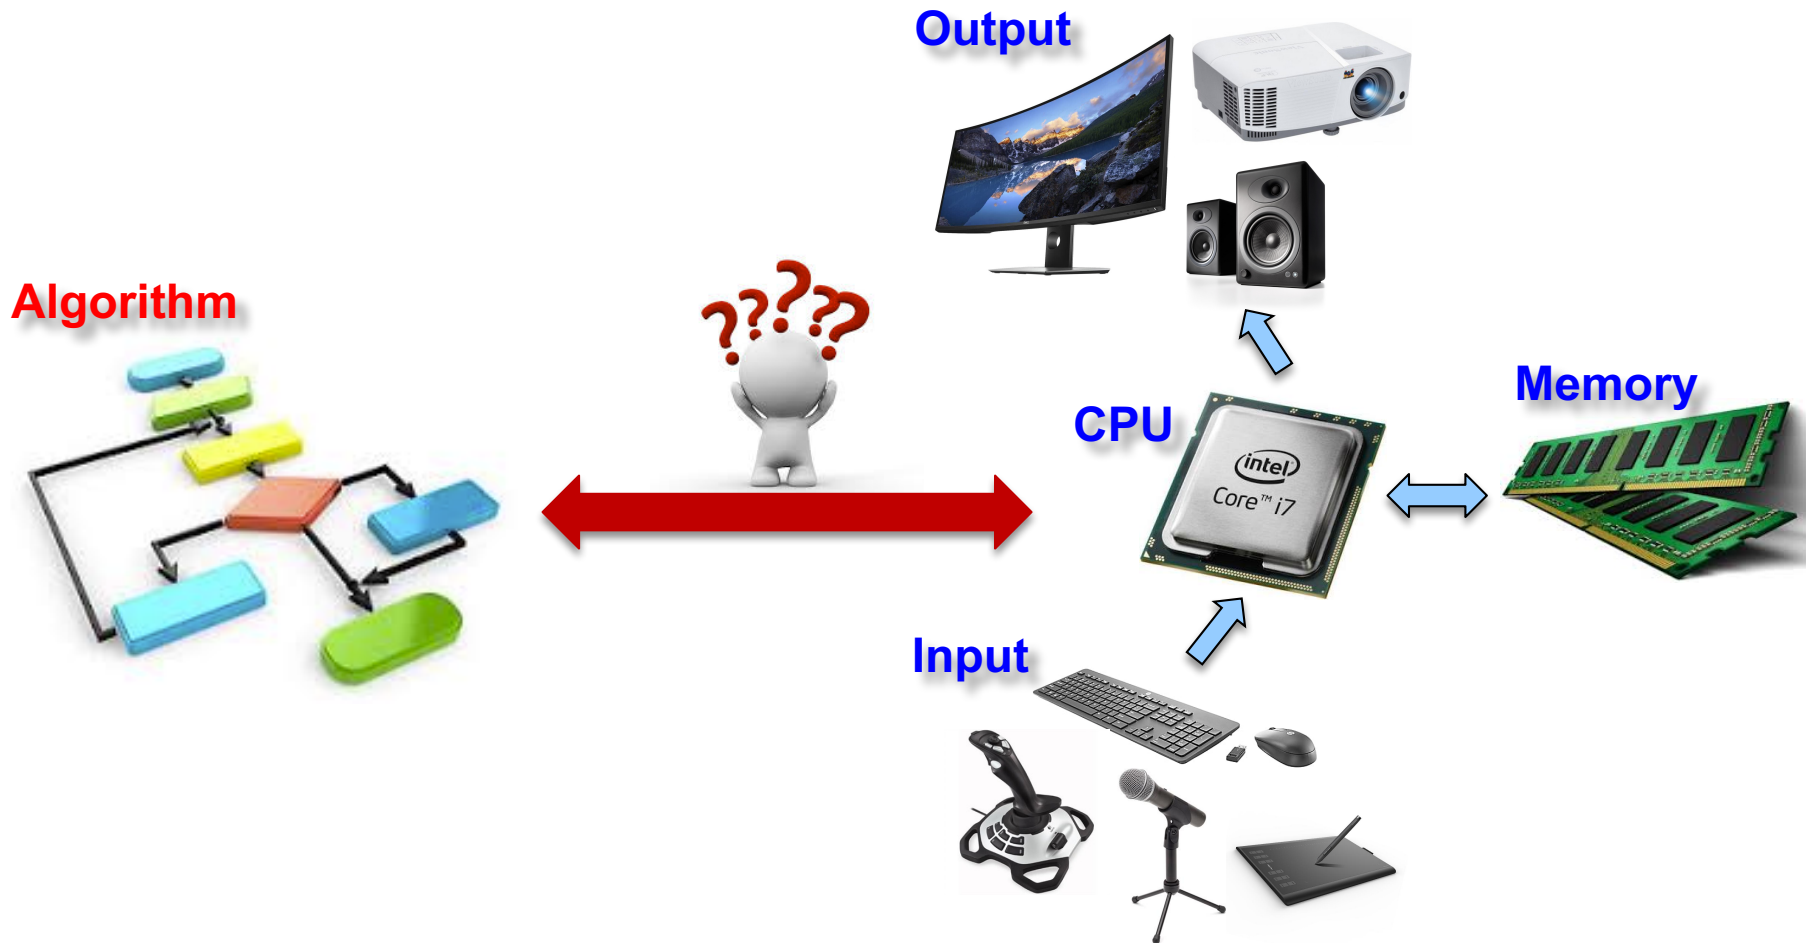 Output
Algorithm
? ? ? ? ?
CPU
Memory
intel
Core™ i7
Input